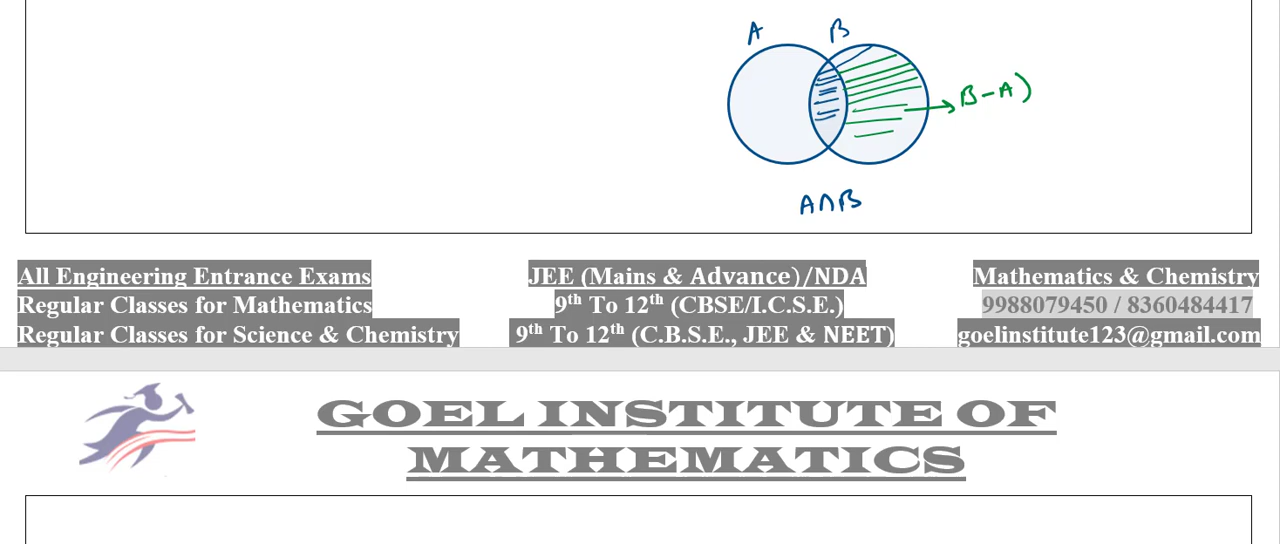 A B
B - A)
A∩B
All Engineering Entrance Exams JEE (Mains & Advance)/NDA Mathematics & Chemistry
Regular Classes for Mathematics 9th To 12th (CBSE/I.C.S.E.) 9988079450 / 8360484417
Regular Classes for Science & Chemistry 9th To 12th (C.B.S.E., JEE & NEET) goelinstitute123@gmail.com
GOEL INSTITUTE OF
MATHEMATICS